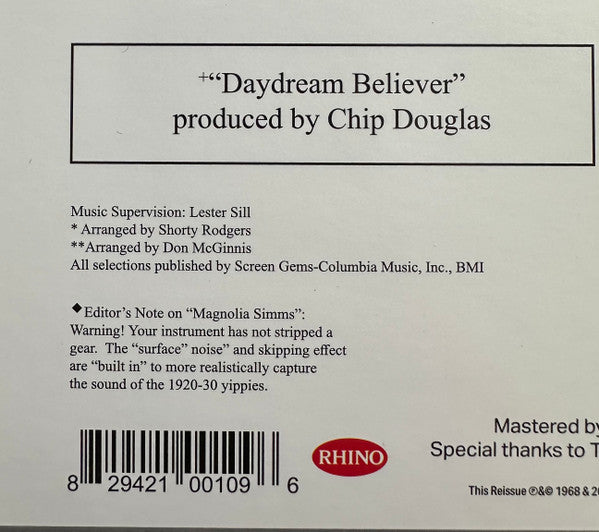 +“Daydream Believer”
produced by Chip Douglas
Music Supervision: Lester Sill
* Arranged by Shorty Rodgers
**Arranged by Don McGinnis
All selections published by Screen Gems-Columbia Music, Inc., BMI
◆Editor’s Note on “Magnolia Simms”:
Warning! Your instrument has not stripped a
gear. The “surface” noise” and skipping effect
are “built in” to more realistically capture
the sound of the 1920-30 yippies.
8 29421 00109 6
RHINO
Mastered by
Special thanks to T
This Reissue ℗&© 1968 & 20